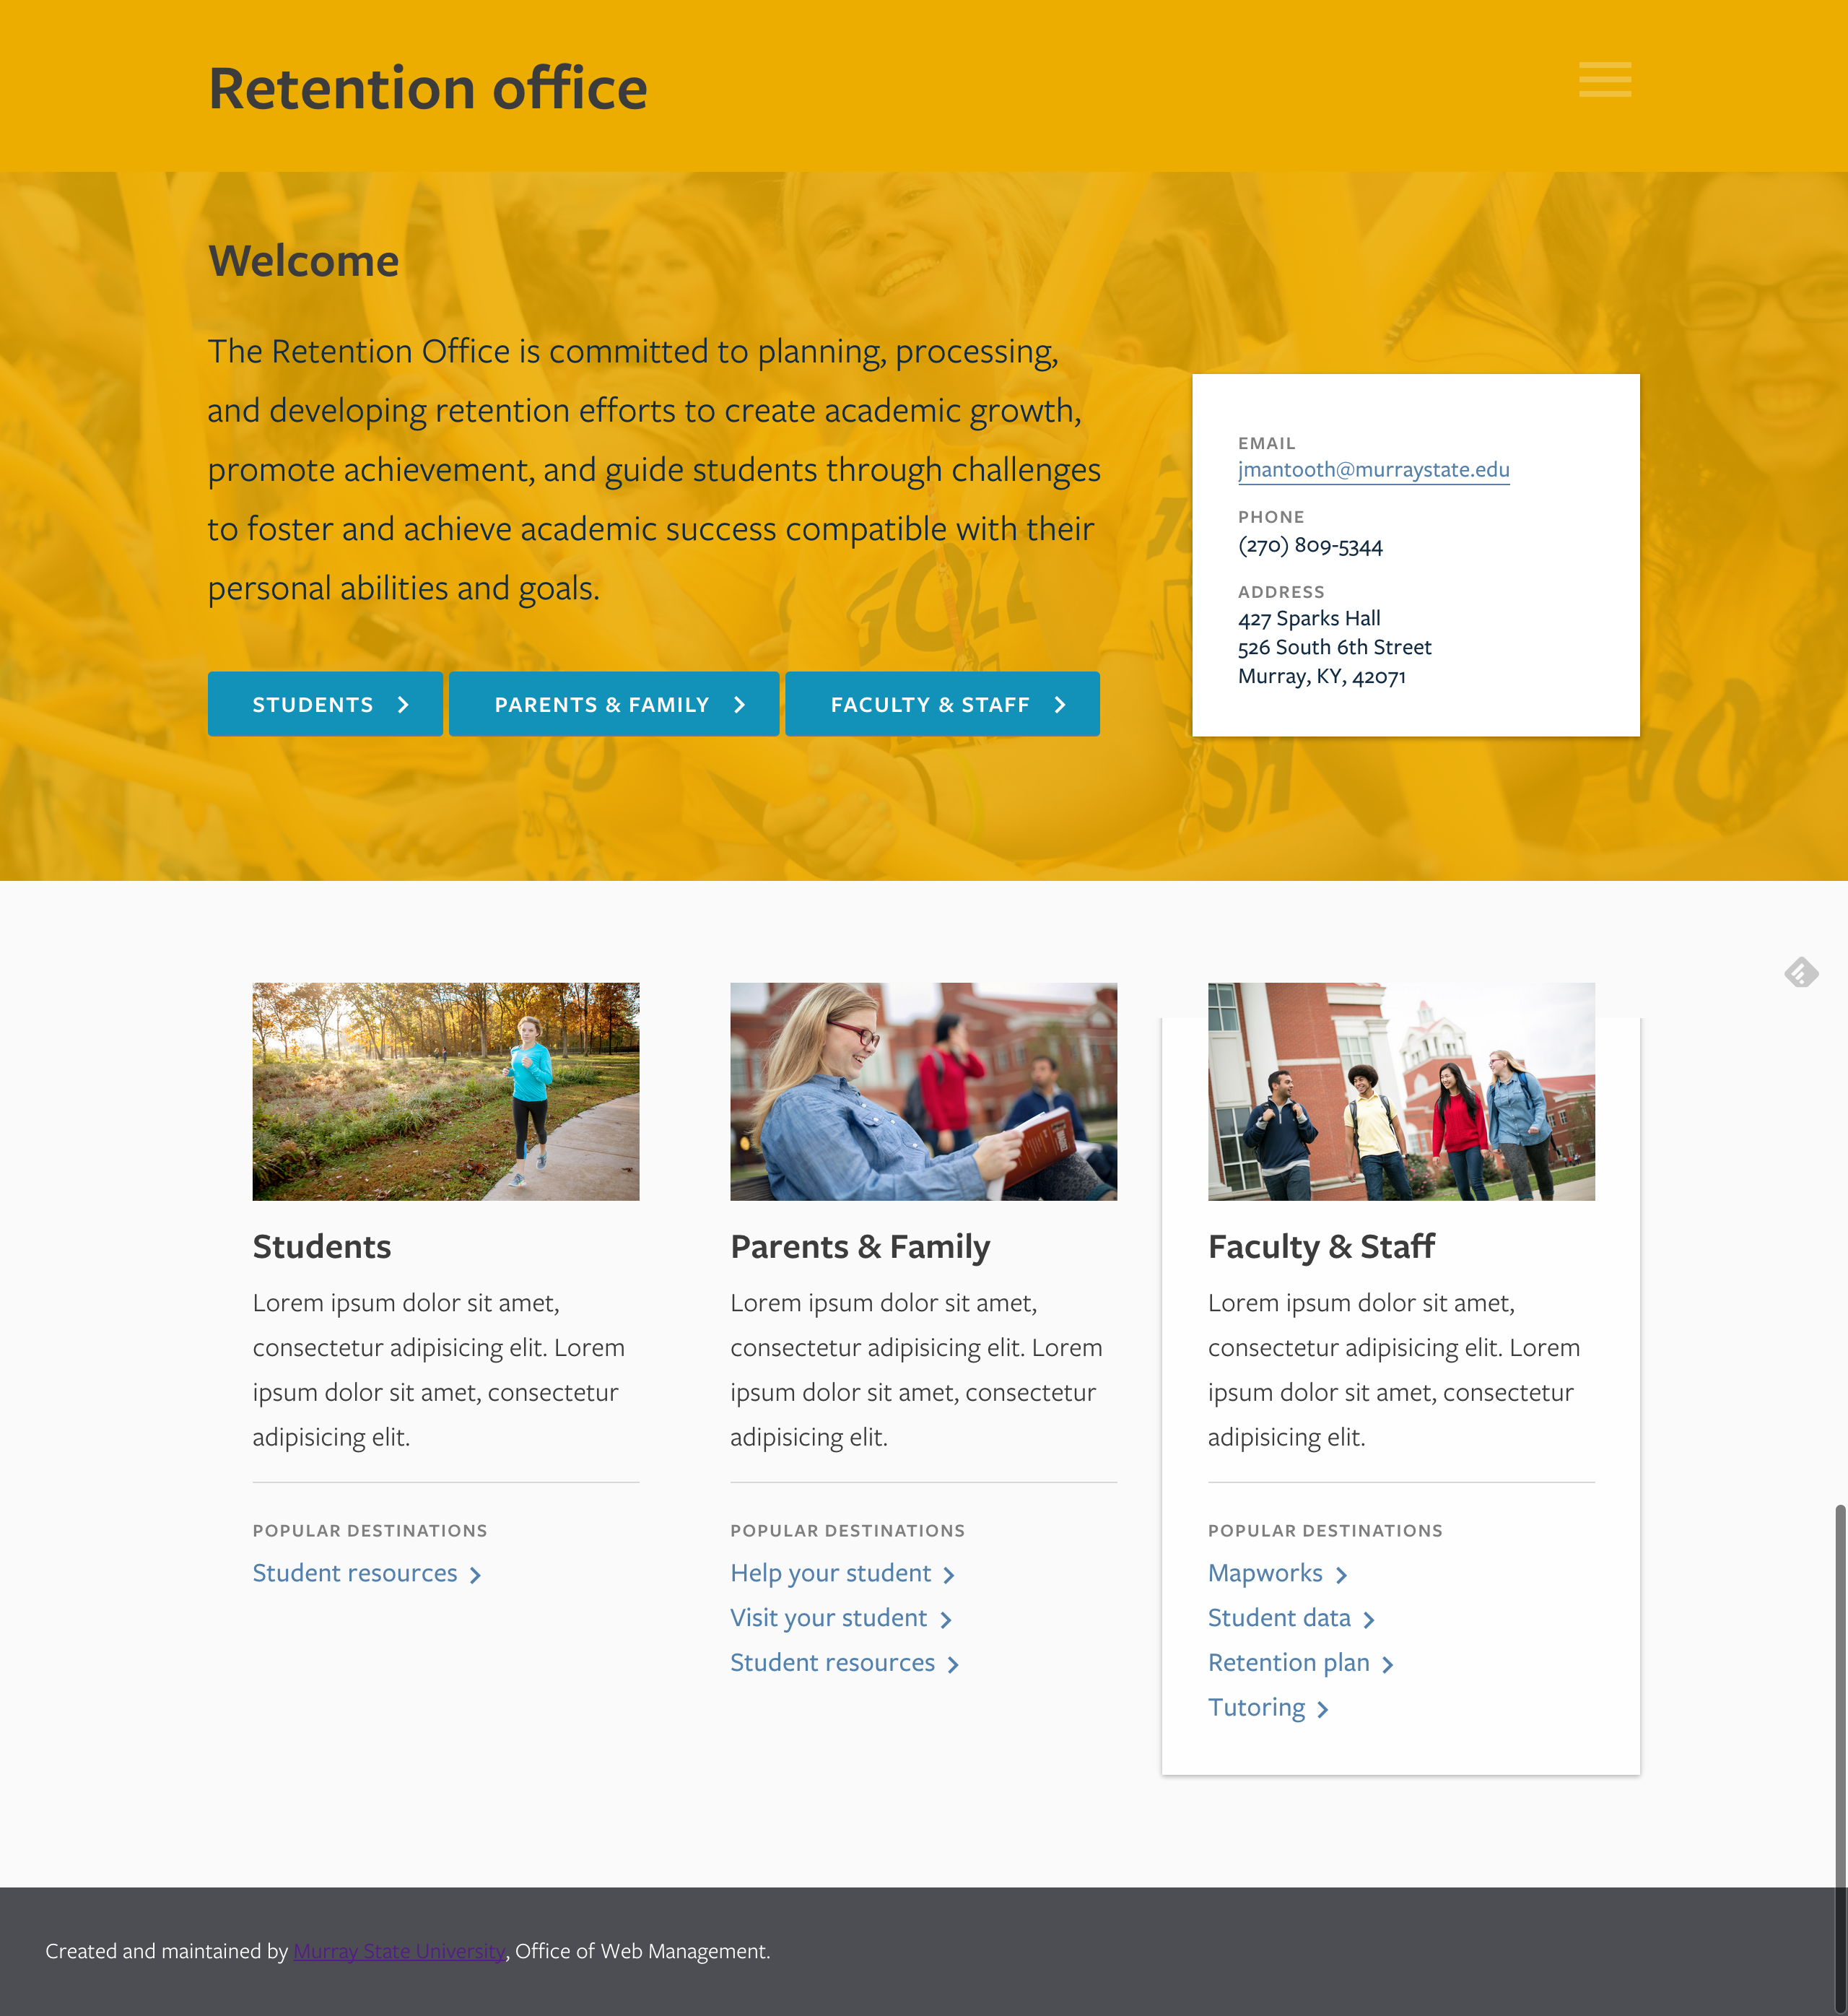 Retention office
Welcome
The Retention Office is committed to planning, processing,
and developing retention efforts to create academic growth,
promote achievement, and guide students through challenges
to foster and achieve academic success compatible with their
personal abilities and goals.
STUDENTS
PARENTS & FAMILY
FACULTY & STAFF
EMAIL
jmantooth@murraystate.edu
PHONE
(270) 809-5344
ADDRESS
427 Sparks Hall
526 South 6th Street
Murray, KY, 42071
Students
Lorem ipsum dolor sit amet,
consectetur adipisicing elit. Lorem
ipsum dolor sit amet, consectetur
adipisicing elit.
POPULAR DESTINATIONS
Student resources
Parents & Family
Lorem ipsum dolor sit amet,
consectetur adipisicing elit. Lorem
ipsum dolor sit amet, consectetur
adipisicing elit.
POPULAR DESTINATIONS
Help your student
Visit your student
Student resources
Faculty & Staff
Lorem ipsum dolor sit amet,
consectetur adipisicing elit. Lorem
ipsum dolor sit amet, consectetur
adipisicing elit.
POPULAR DESTINATIONS
Mapworks
Student data
Retention plan
Tutoring
Created and maintained by Murray State University, Office of Web Management.